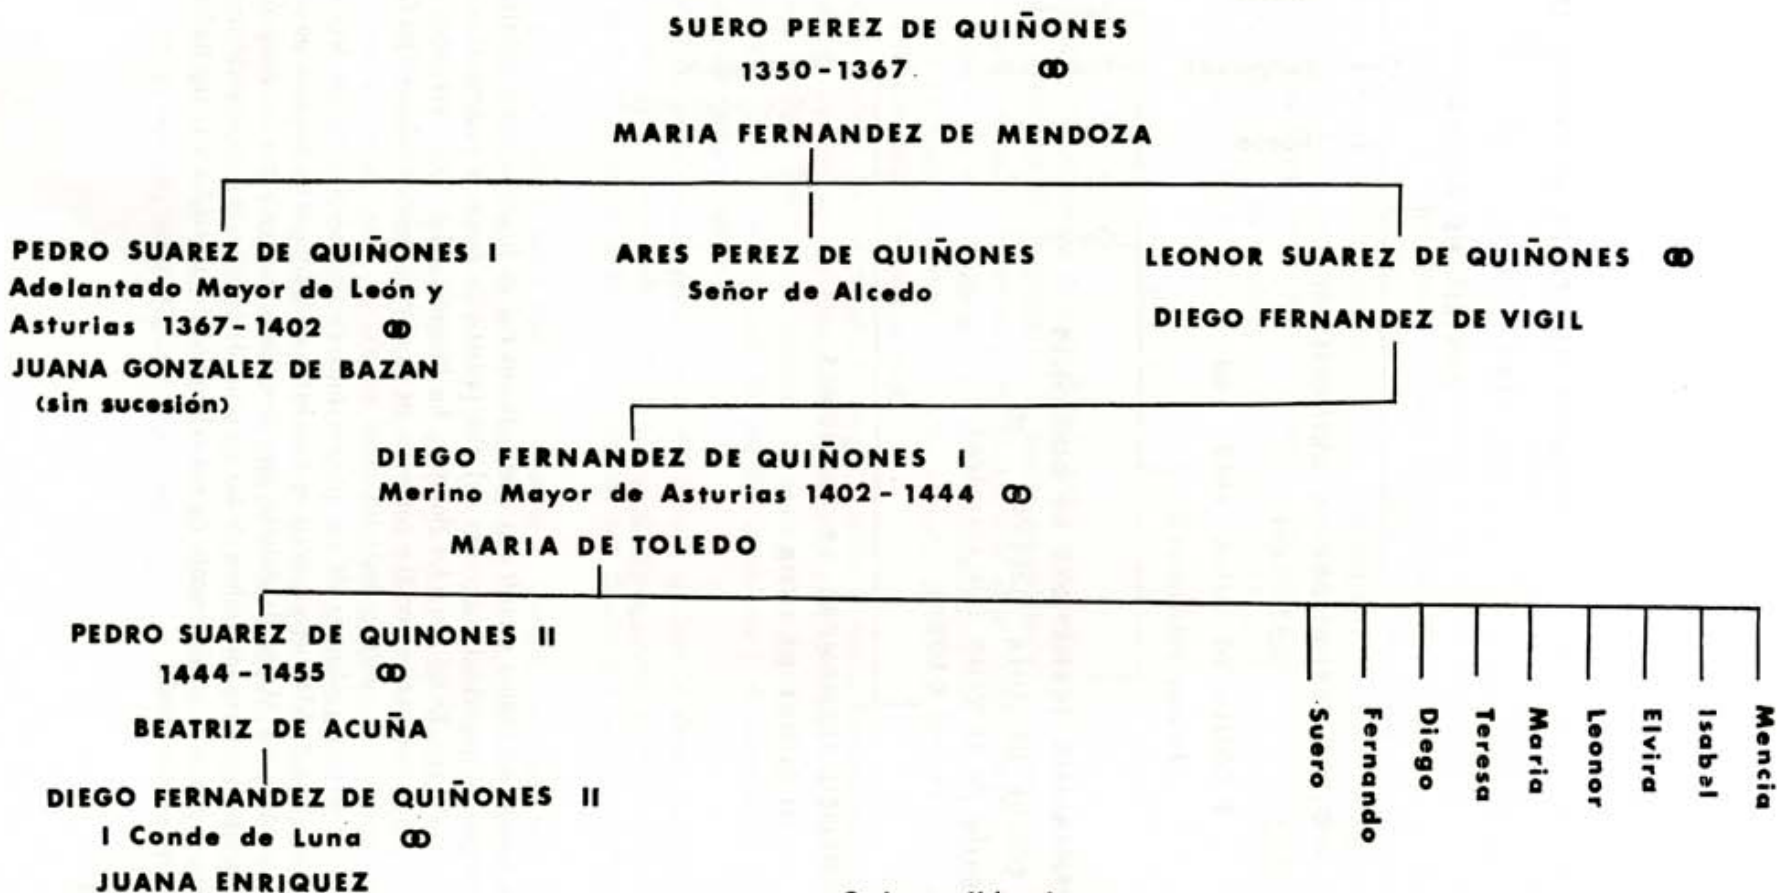 SUERO PEREZ DE QUIÑONES
1350-1367.
MARIA FERNANDEZ DE MENDOZA
PEDRO SUAREZ DE QUIÑONES I
Adelantado Mayor de León y
Asturias 1367-1402
JUANA GONZALEZ DE BAZAN
(sin sucesión)
ARES PEREZ DE QUIÑONES
Señor de Alcedo
LEONOR SUAREZ DE QUIÑONES
DIEGO FERNANDEZ DE VIGIL
DIEGO FERNANDEZ DE QUIÑONES I
Merino Mayor de Asturias 1402-1444
MARIA DE TOLEDO
PEDRO SUAREZ DE QUINONES II
1444-1455
BEATRIZ DE ACUÑA
DIEGO FERNANDEZ DE QUIÑONES II
I Conde de Luna
JUANA ENRIQUEZ
Suero
Fernando
Diego
Teresa
Maria
Leonor
Elvira
Isabel
Mencia